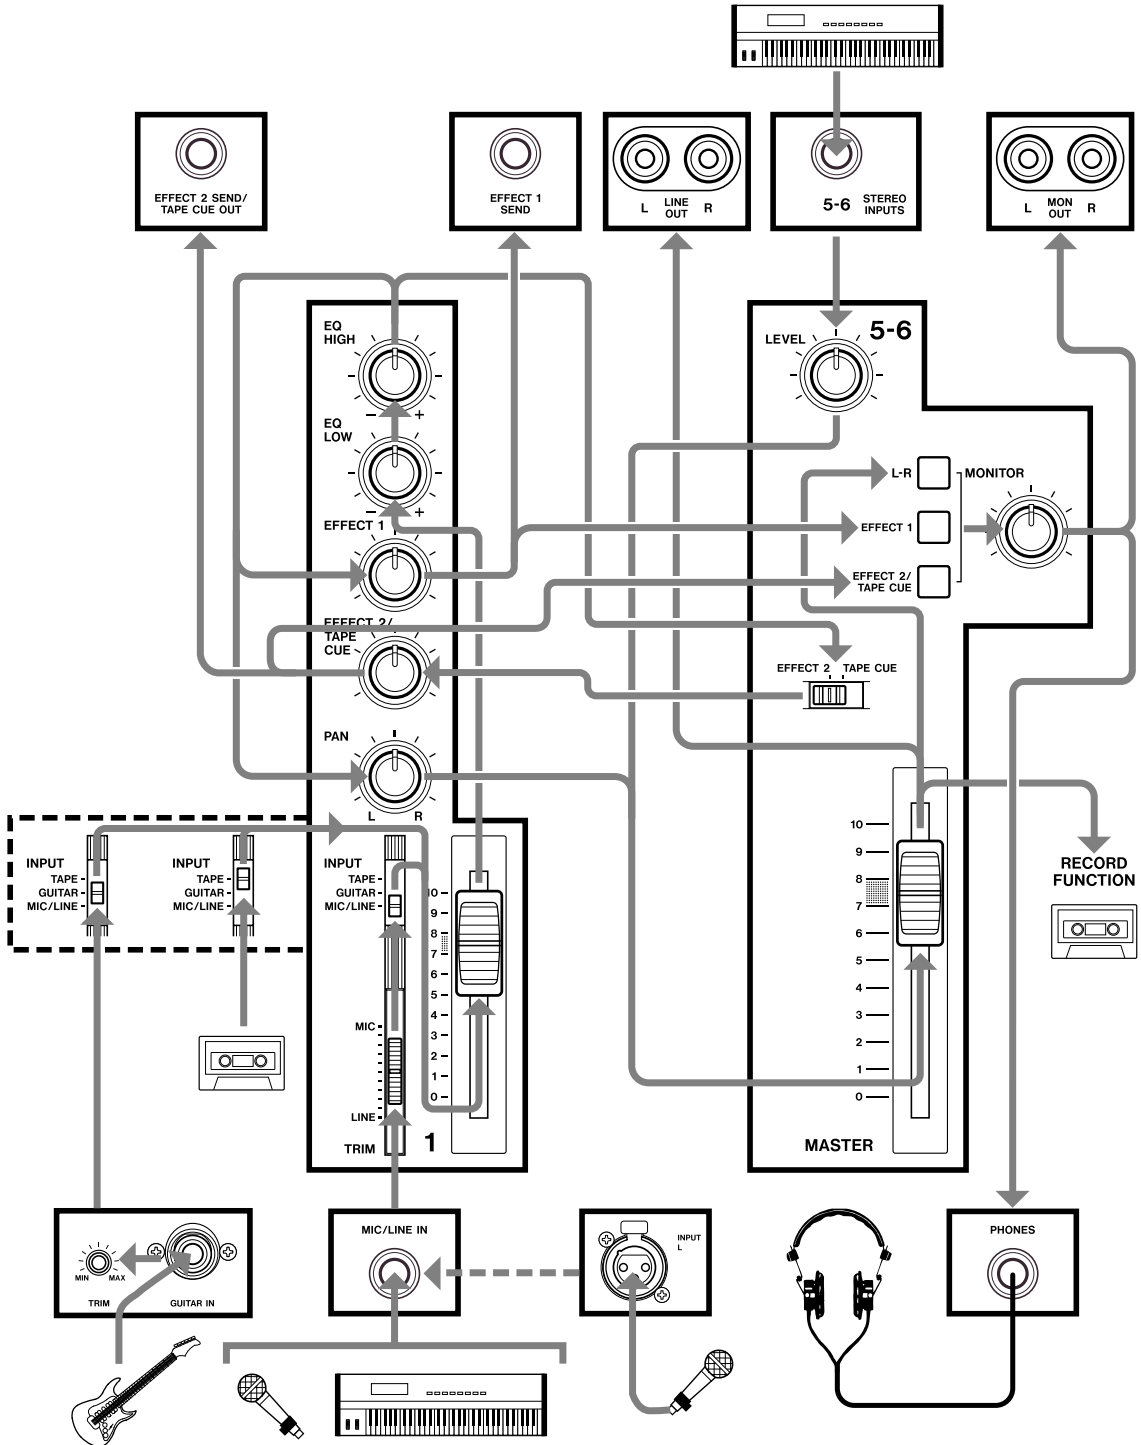 EFFECT 2 SEND/
TAPE CUE OUT
EFFECT 1
SEND
L LINE OUT R
5-6 STEREO INPUTS
L MON OUT R
EQ
HIGH
- +
EQ
LOW
- +
EFFECT 1
EFFECT 2/
TAPE
CUE
PAN
L R
LEVEL
5-6
L-R
MONITOR
EFFECT 1
EFFECT 2/
TAPE CUE
EFFECT 2 TAPE CUE
INPUT
TAPE
GUITAR
MIC/LINE
INPUT
TAPE
GUITAR
MIC/LINE
INPUT
TAPE
GUITAR
MIC/LINE
10
9
8
7
6
5
4
3
2
1
0
MIC
LINE
TRIM
1
10
9
8
7
6
5
4
3
2
1
0
MASTER
RECORD
FUNCTION
MIN MAX
TRIM GUITAR IN
MIC/LINE IN
INPUT
L
PHONES